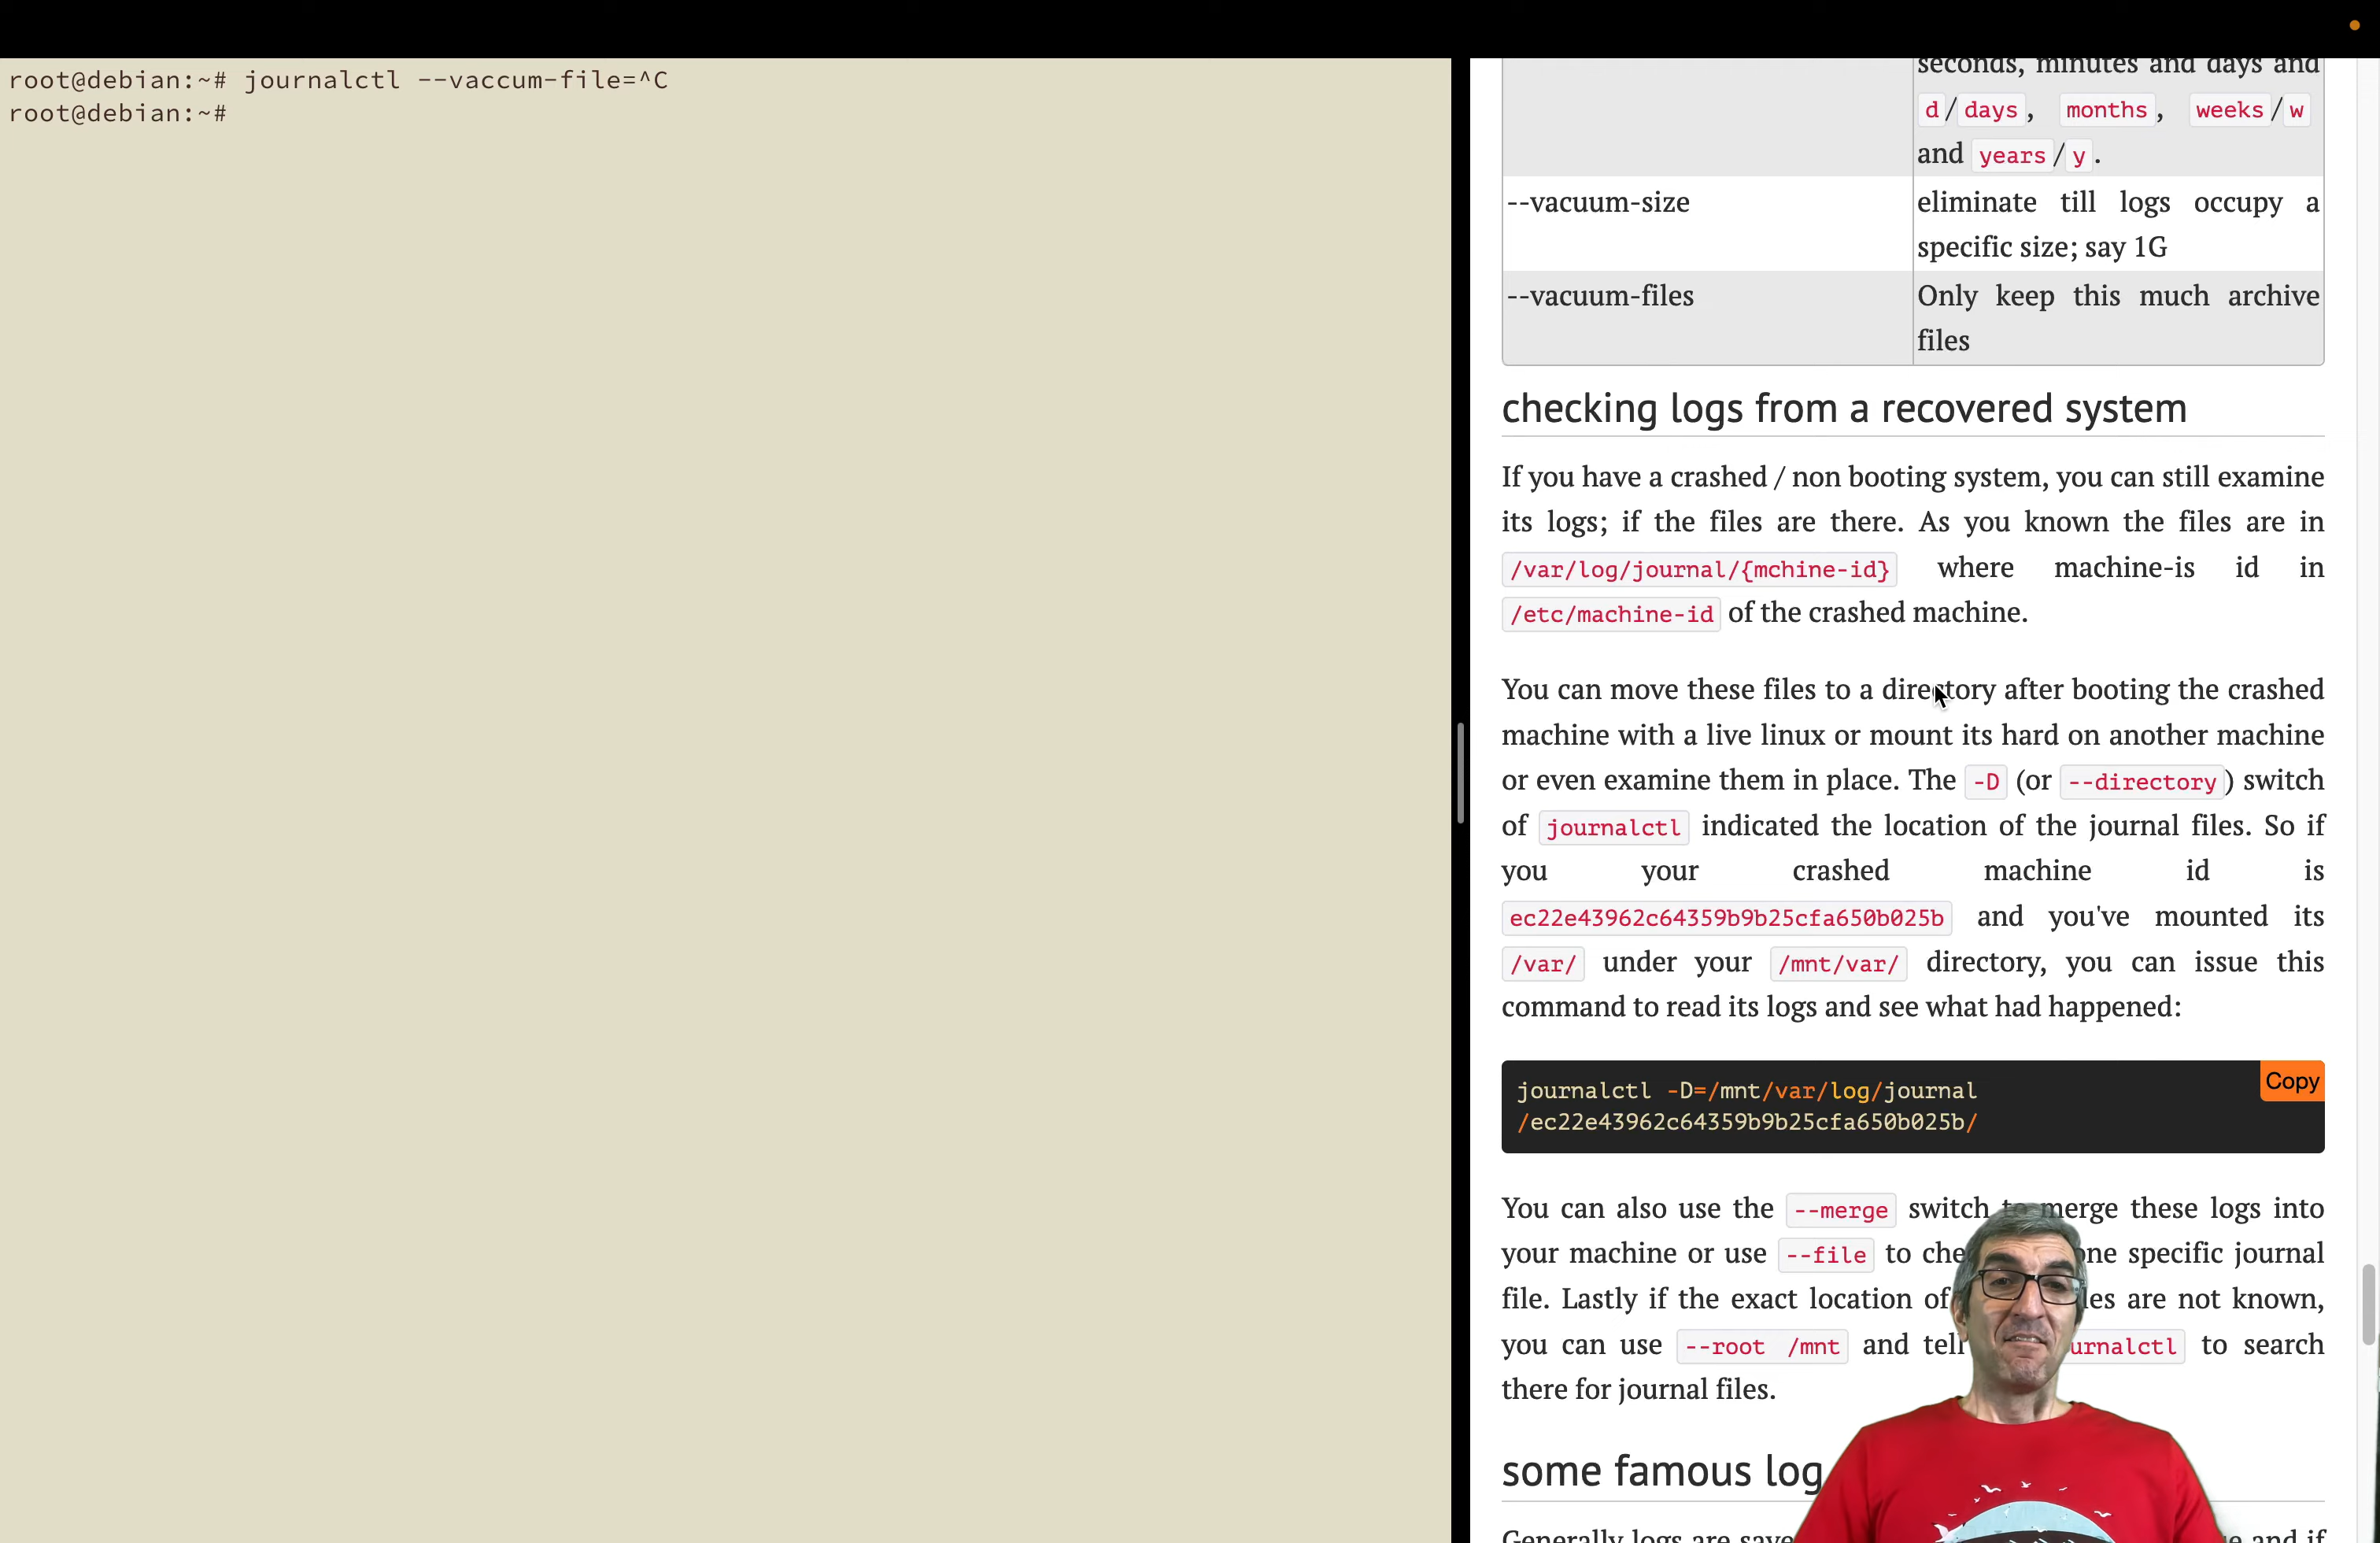 root@debian:~# journalctl --vaccum-file=^C
root@debian:~#
seconds, minutes and days and
d/days, months, weeks/w
and years/y.
--vacuum-size
eliminate till logs occupy a
specific size; say 1G
--vacuum-files
Only keep this much archive
files
checking logs from a recovered system
If you have a crashed / non booting system, you can still examine
its logs; if the files are there. As you known the files are in
/var/log/journal/{mchine-id} where machine-is id in
/etc/machine-id of the crashed machine.
You can move these files to a directory after booting the crashed
machine with a live linux or mount its hard on another machine
or even examine them in place. The -D (or --directory) switch
of journalctl indicated the location of the journal files. So if
you your crashed machine id is
ec22e43962c64359b9b25cfa650b025b and you've mounted its
/var/ under your /mnt/var/ directory, you can issue this
command to read its logs and see what had happened:
Copy
journalctl -D=/mnt/var/log/journal
/ec22e43962c64359b9b25cfa650b025b/
You can also use the --merge switch to merge these logs into
your machine or use --file to specific journal
file. Lastly if the exact location of are not known,
you can use --root /mnt and tell to search
there for journal files.
some famous log
Generally logs are and if